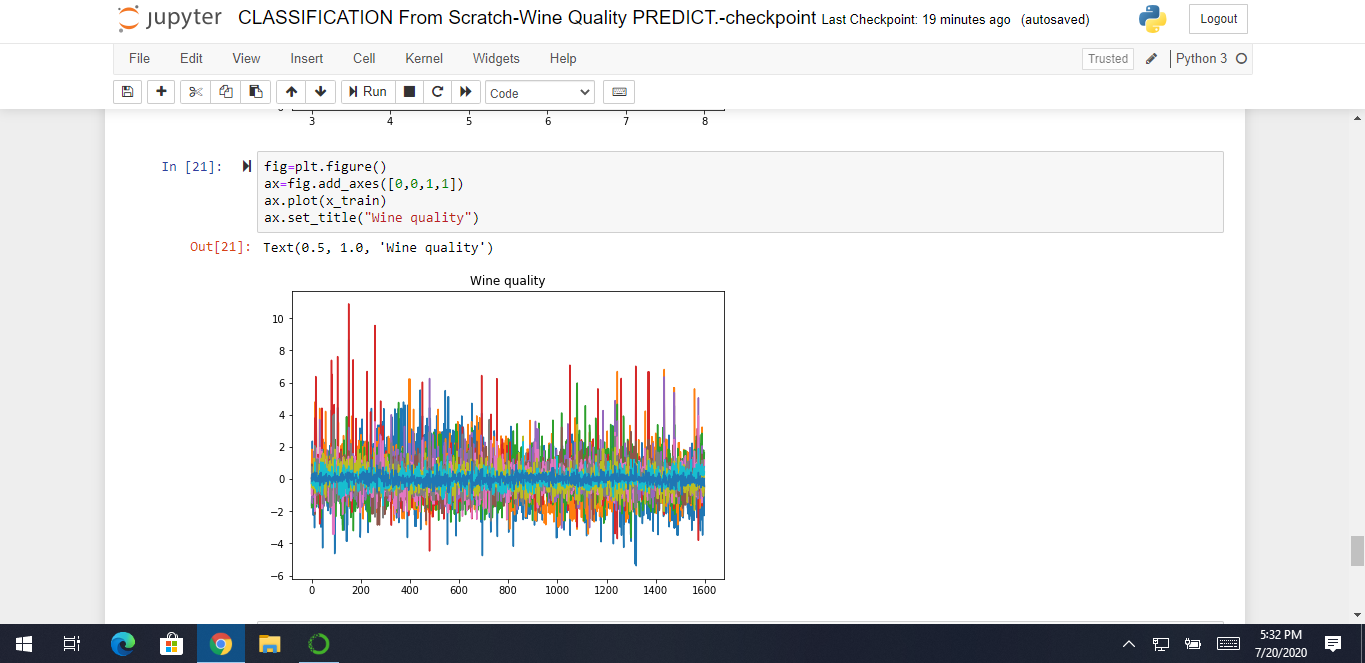 jupyter CLASSIFICATION From Scratch-Wine Quality PREDICT.-checkpoint Last Checkpoint: 19 minutes ago (autosaved) Logout
File Edit View Insert Cell Kernel Widgets Help Trusted Python 3
Run Code
3 4 5 6 7 8
In [21]: fig=plt.figure()
ax=fig.add_axes([0,0,1,1])
ax.plot(x_train)
ax.set_title("Wine quality")
Out[21]: Text(0.5, 1.0, 'Wine quality')
Wine quality
10
8
6
4
2
0
−2
−4
−6
0 200 400 600 800 1000 1200 1400 1600
5:32 PM
7/20/2020